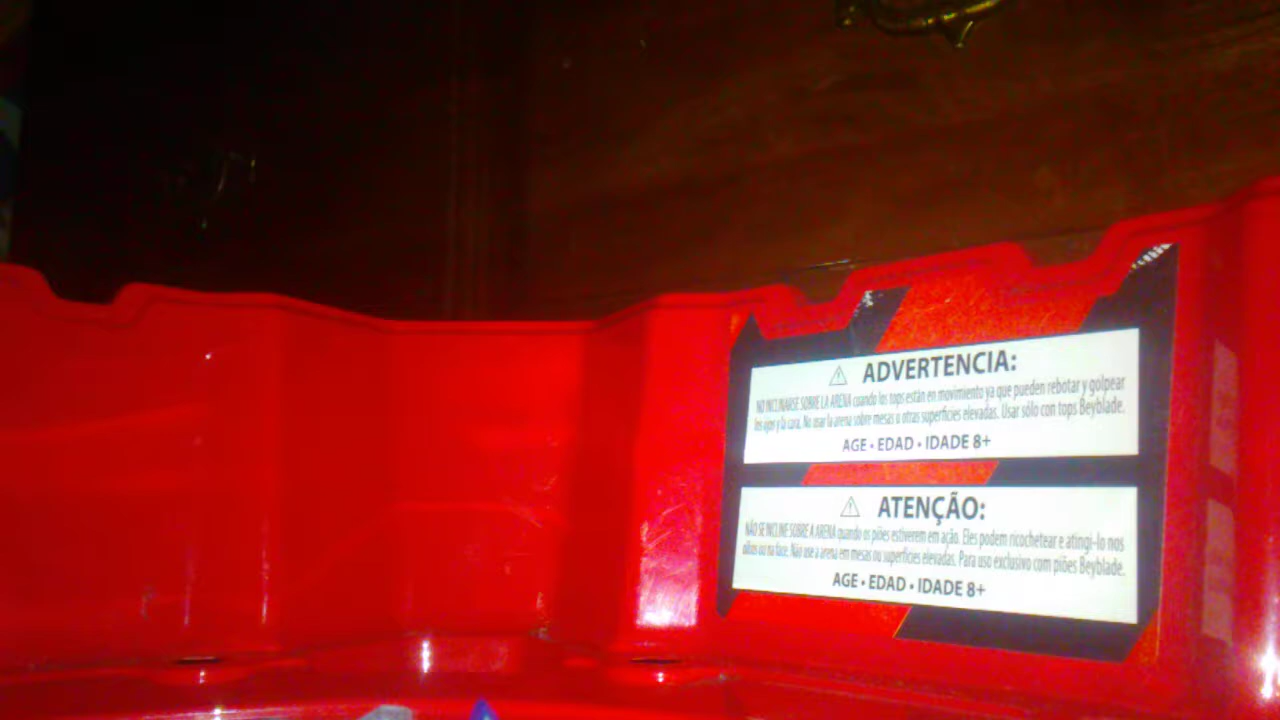 ADVERTENCIA:
NO INCLINARSE SOBRE LA ARENA cuando los tops están en movimiento ya que pueden rebotar y golpear
los ojos y la cara. No usar la arena sobre mesas u otras superficies elevadas. Usar sólo con tops Beyblade.
AGE • EDAD • IDADE 8+
ATENÇÃO:
NÃO SE INCLINE SOBRE A ARENA quando os piões estiverem em ação. Eles podem ricochetear e atingi-lo nos
olhos ou na face. Não use a arena em mesas ou superfícies elevadas. Para uso exclusivo com piões Beyblade.
AGE • EDAD • IDADE 8+